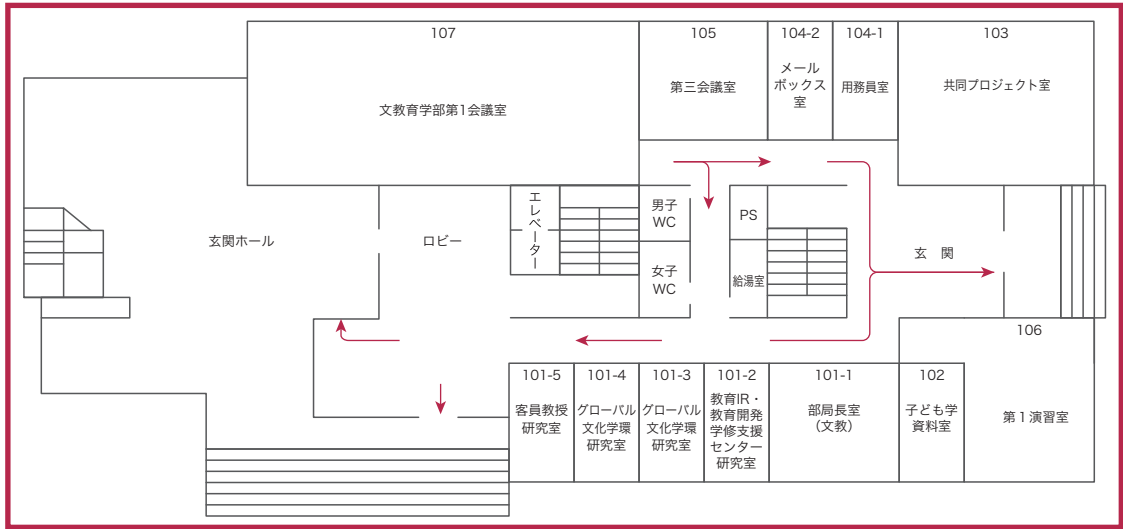 107
文教育学部第1会議室
105
第三会議室
104-2
メール
ボックス
室
104-1
用務員室
103
共同プロジェクト室
玄関ホール
ロビー
エレベーター
男子
WC
女子
WC
PS
給湯室
玄　関
101-5
客員教授
研究室
101-4
グローバル
文化学環
研究室
101-3
グローバル
文化学環
研究室
101-2
教育IR・
教育開発
学修支援
センター
研究室
101-1
部局長室
（文教）
102
子ども学
資料室
106
第１演習室